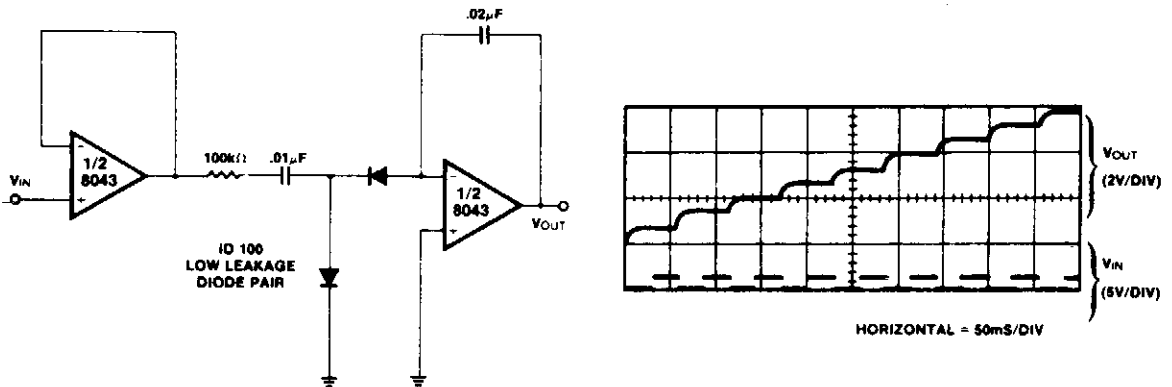 .02μF
1/2
8043
100kΩ
.01μF
VIN
-
+
-
+
1/2
8043
VOUT
ID 100
LOW LEAKAGE
DIODE PAIR
VOUT
(2V/DIV)
VIN
(5V/DIV)
HORIZONTAL = 50mS/DIV